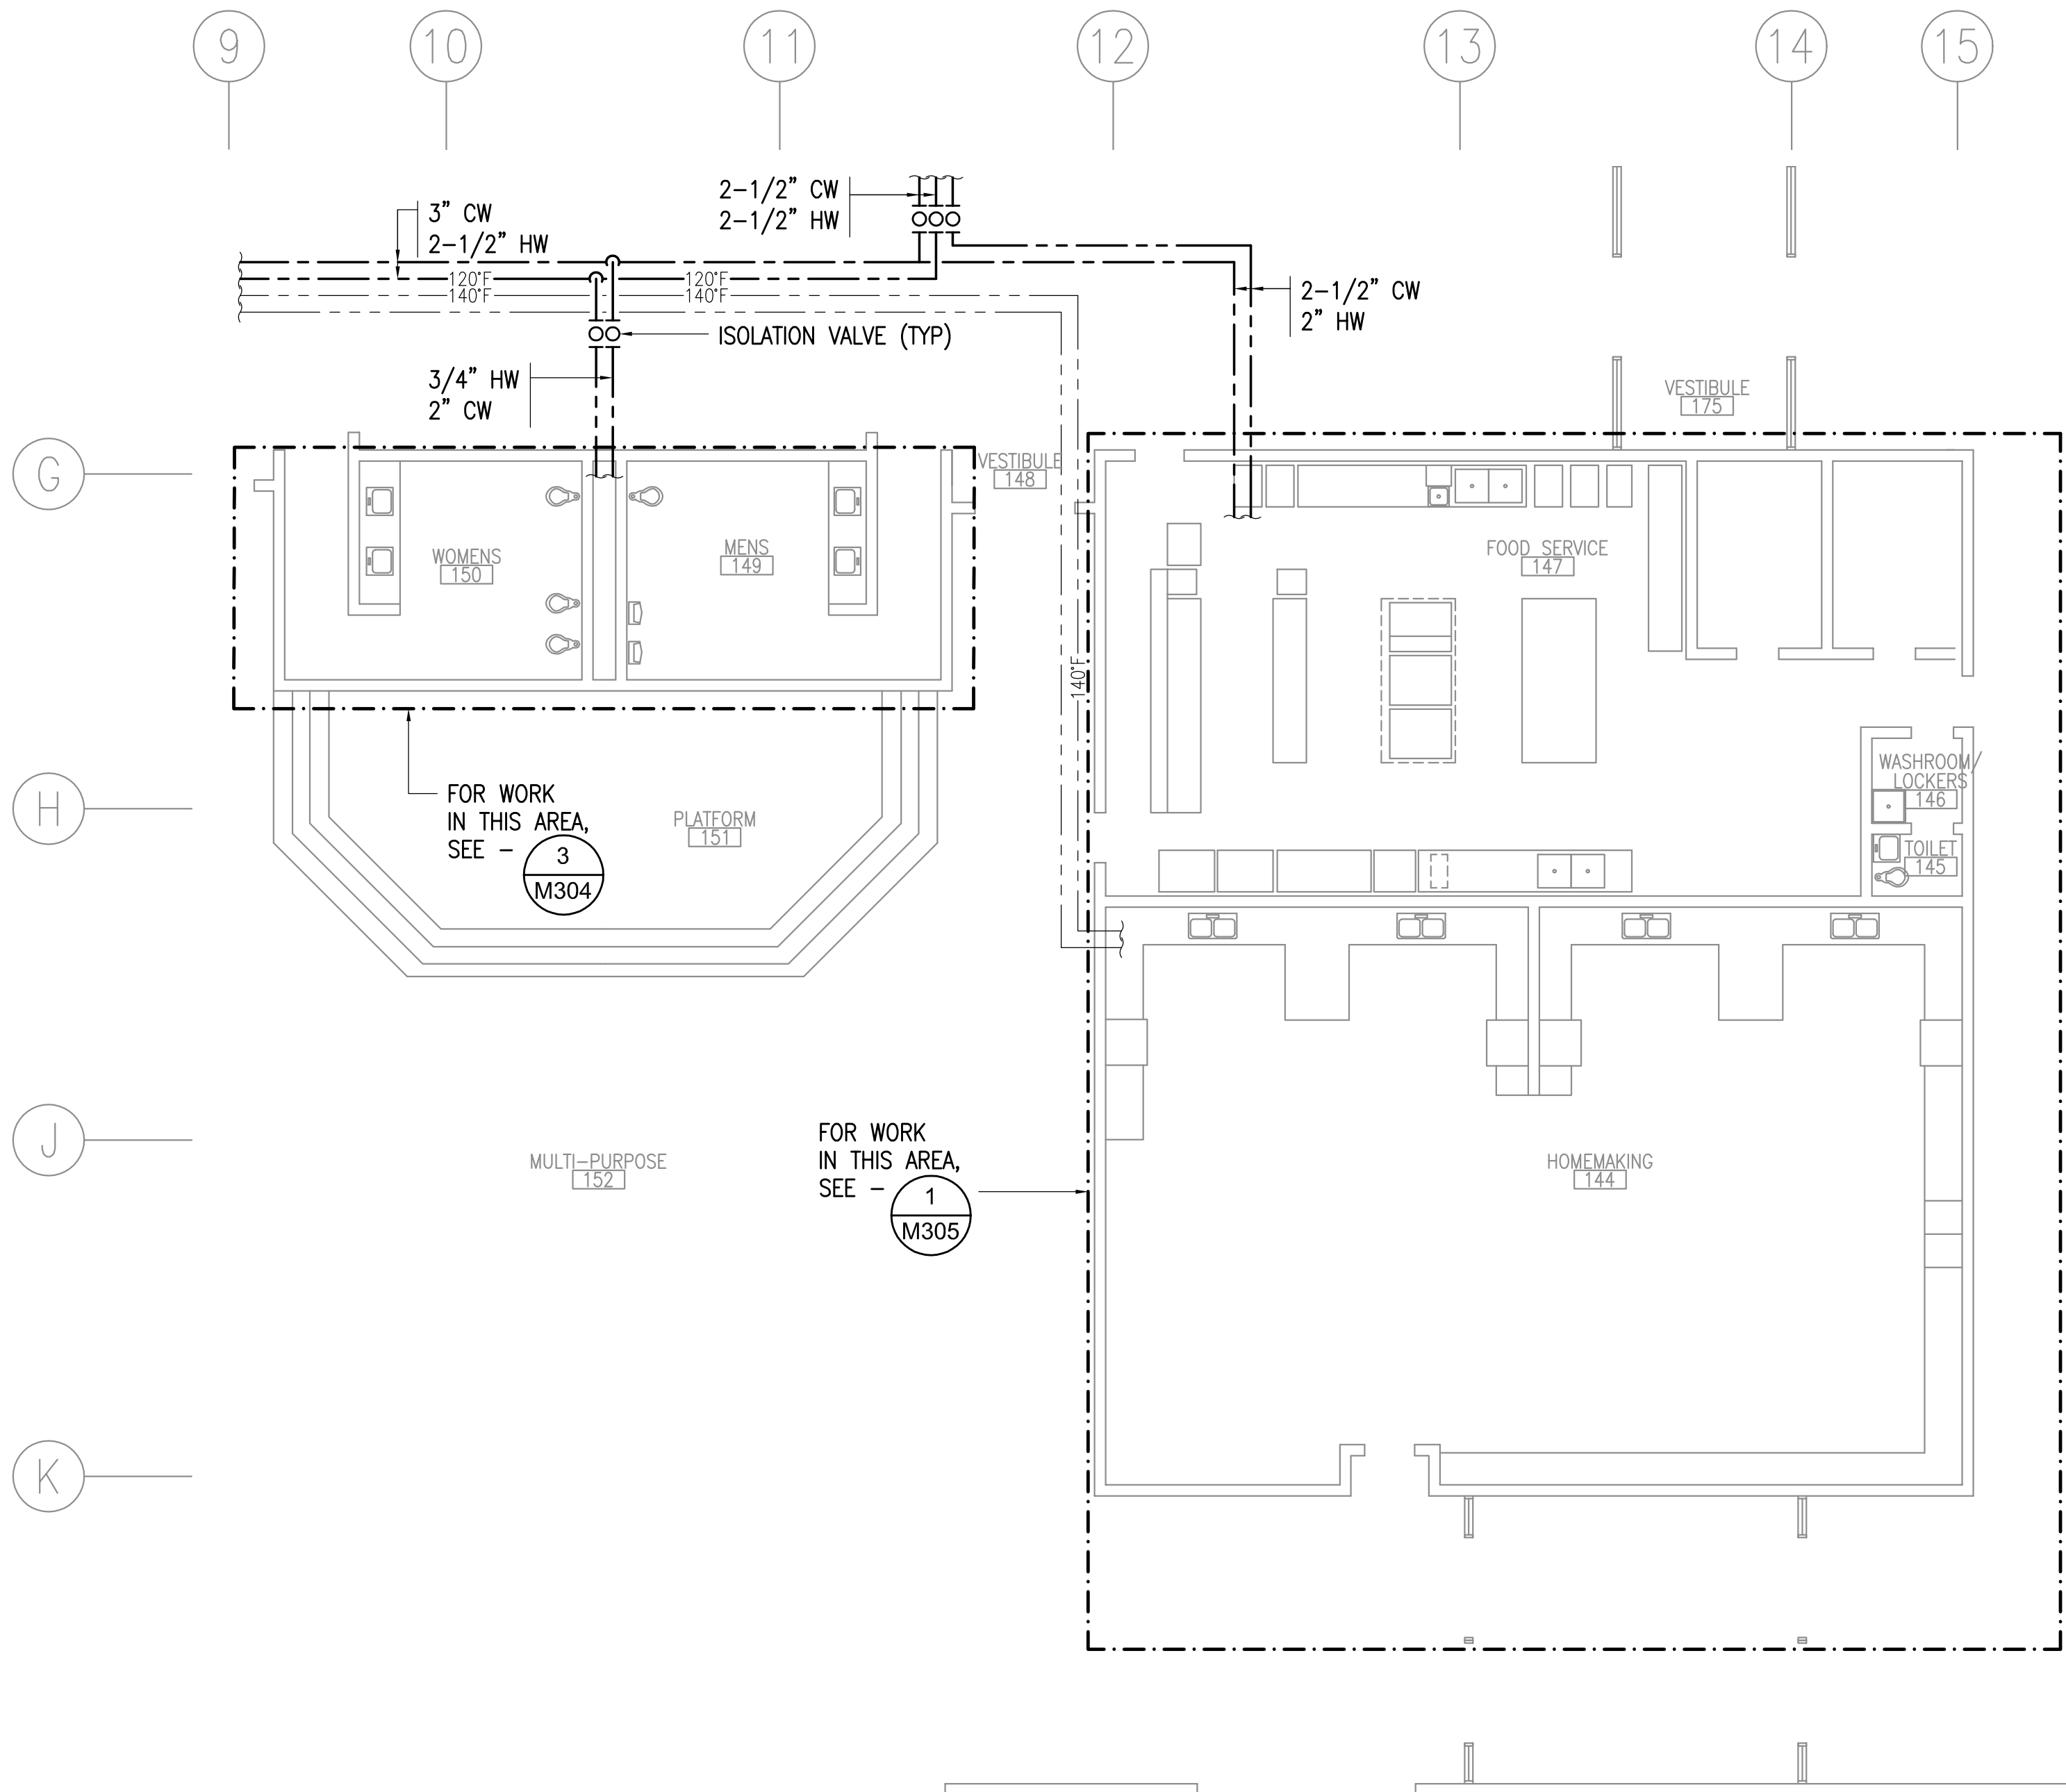 9
10
11
12
13
14
15
2-1/2" CW
2-1/2" HW
3" CW
2-1/2" HW
120°F
120°F
140°F
140°F
2-1/2" CW
2" HW
ISOLATION VALVE (TYP)
3/4" HW
2" CW
VESTIBULE
175
G
VESTIBULE
148
WOMENS
150
MENS
149
FOOD SERVICE
147
140°F
H
WASHROOM/
LOCKERS
146
TOILET
145
FOR WORK
IN THIS AREA,
SEE -
3
M304
PLATFORM
151
J
FOR WORK
IN THIS AREA,
SEE -
1
M305
MULTI-PURPOSE
152
HOMEMAKING
144
K